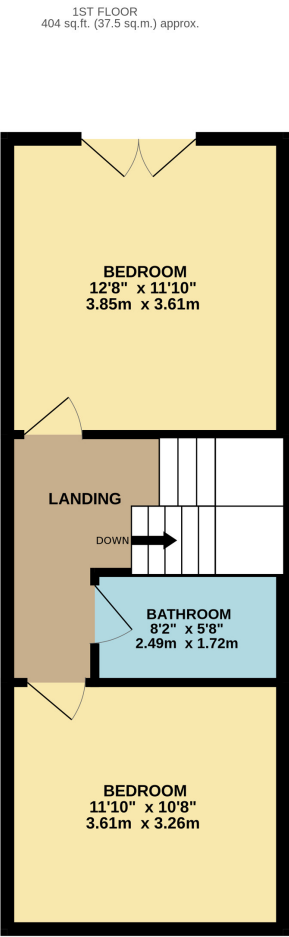 1ST FLOOR
404 sq.ft. (37.5 sq.m.) approx.
BEDROOM
12'8" x 11'10"
3.85m x 3.61m
LANDING
DOWN
BATHROOM
8'2" x 5'8"
2.49m x 1.72m
BEDROOM
11'10" x 10'8"
3.61m x 3.26m